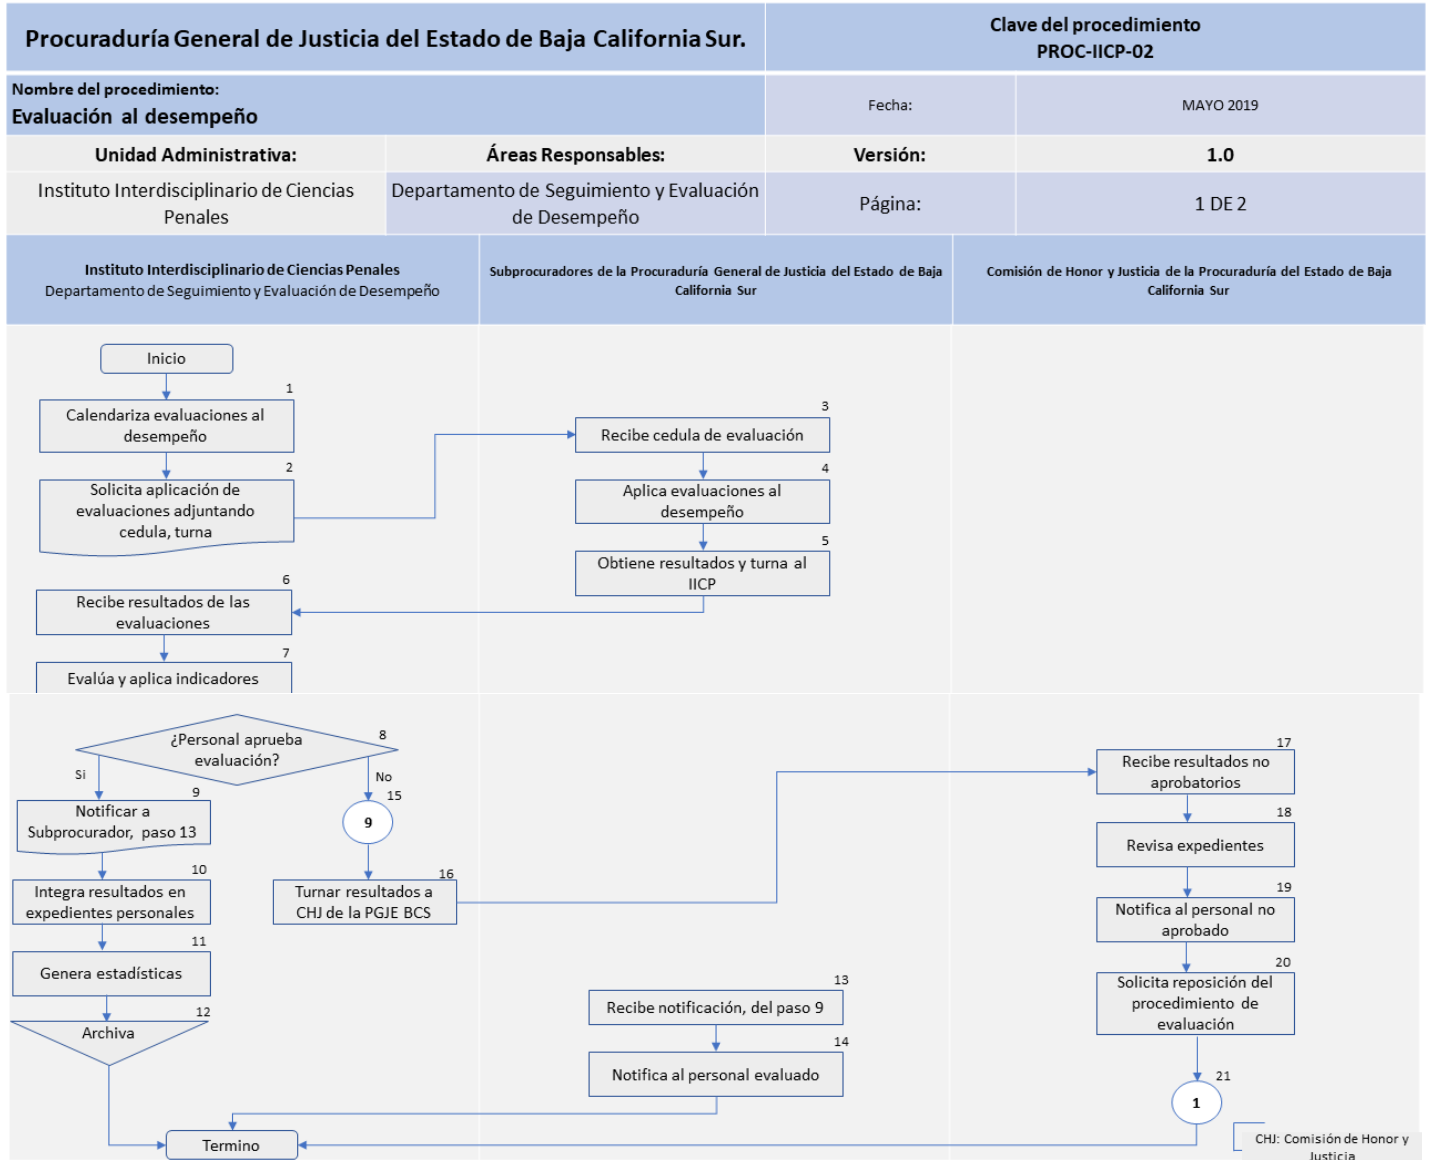 Procuraduría General de Justicia del Estado de Baja California Sur.
Clave del procedimiento
PROC-IICP-02
Nombre del procedimiento:
Evaluación al desempeño
Fecha:
MAYO 2019
Unidad Administrativa:
Áreas Responsables:
Versión:
1.0
Instituto Interdisciplinario de Ciencias
Penales
Departamento de Seguimiento y Evaluación
de Desempeño
Página:
1 DE 2
Instituto Interdisciplinario de Ciencias Penales
Departamento de Seguimiento y Evaluación de Desempeño
Subprocuradores de la Procuraduría General de Justicia del Estado de Baja
California Sur
Comisión de Honor y Justicia de la Procuraduría del Estado de Baja
California Sur
Inicio
1
Calendariza evaluaciones al
desempeño
2
Solicita aplicación de
evaluaciones adjuntando
cedula, turna
3
Recibe cedula de evaluación
4
Aplica evaluaciones al
desempeño
5
Obtiene resultados y turna al
IICP
6
Recibe resultados de las
evaluaciones
7
Evalúa y aplica indicadores
8
¿Personal aprueba
evaluación?
Si
No
9
Notificar a
Subprocurador, paso 13
10
Integra resultados en
expedientes personales
11
Genera estadísticas
12
Archiva
15
9
16
Turnar resultados a
CHJ de la PGJE BCS
13
Recibe notificación, del paso 9
14
Notifica al personal evaluado
17
Recibe resultados no
aprobatorios
18
Revisa expedientes
19
Notifica al personal no
aprobado
20
Solicita reposición del
procedimiento de
evaluación
21
1
Termino
CHJ: Comisión de Honor y
Justicia